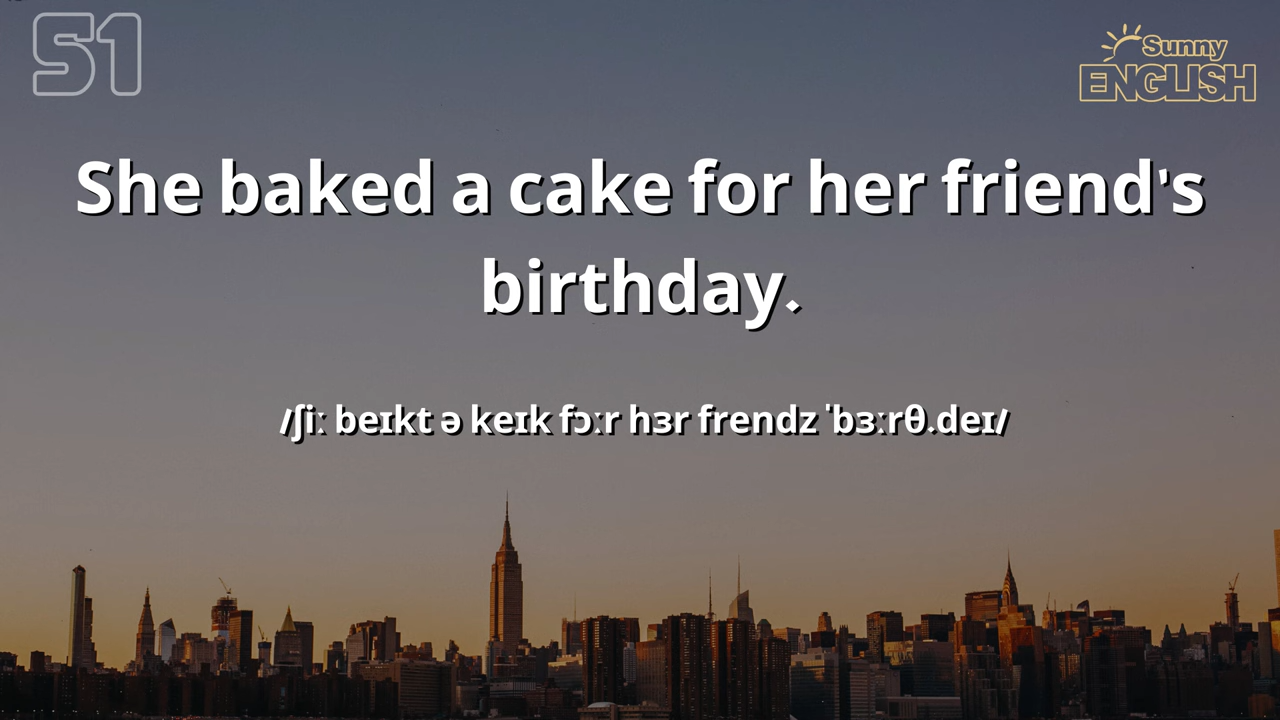 51
Sunny
ENGLISH
She baked a cake for her friend's
birthday.
/ʃiː beɪkt ə keɪk fɔːr hɜr frendz ˈbɜːrθ.deɪ/